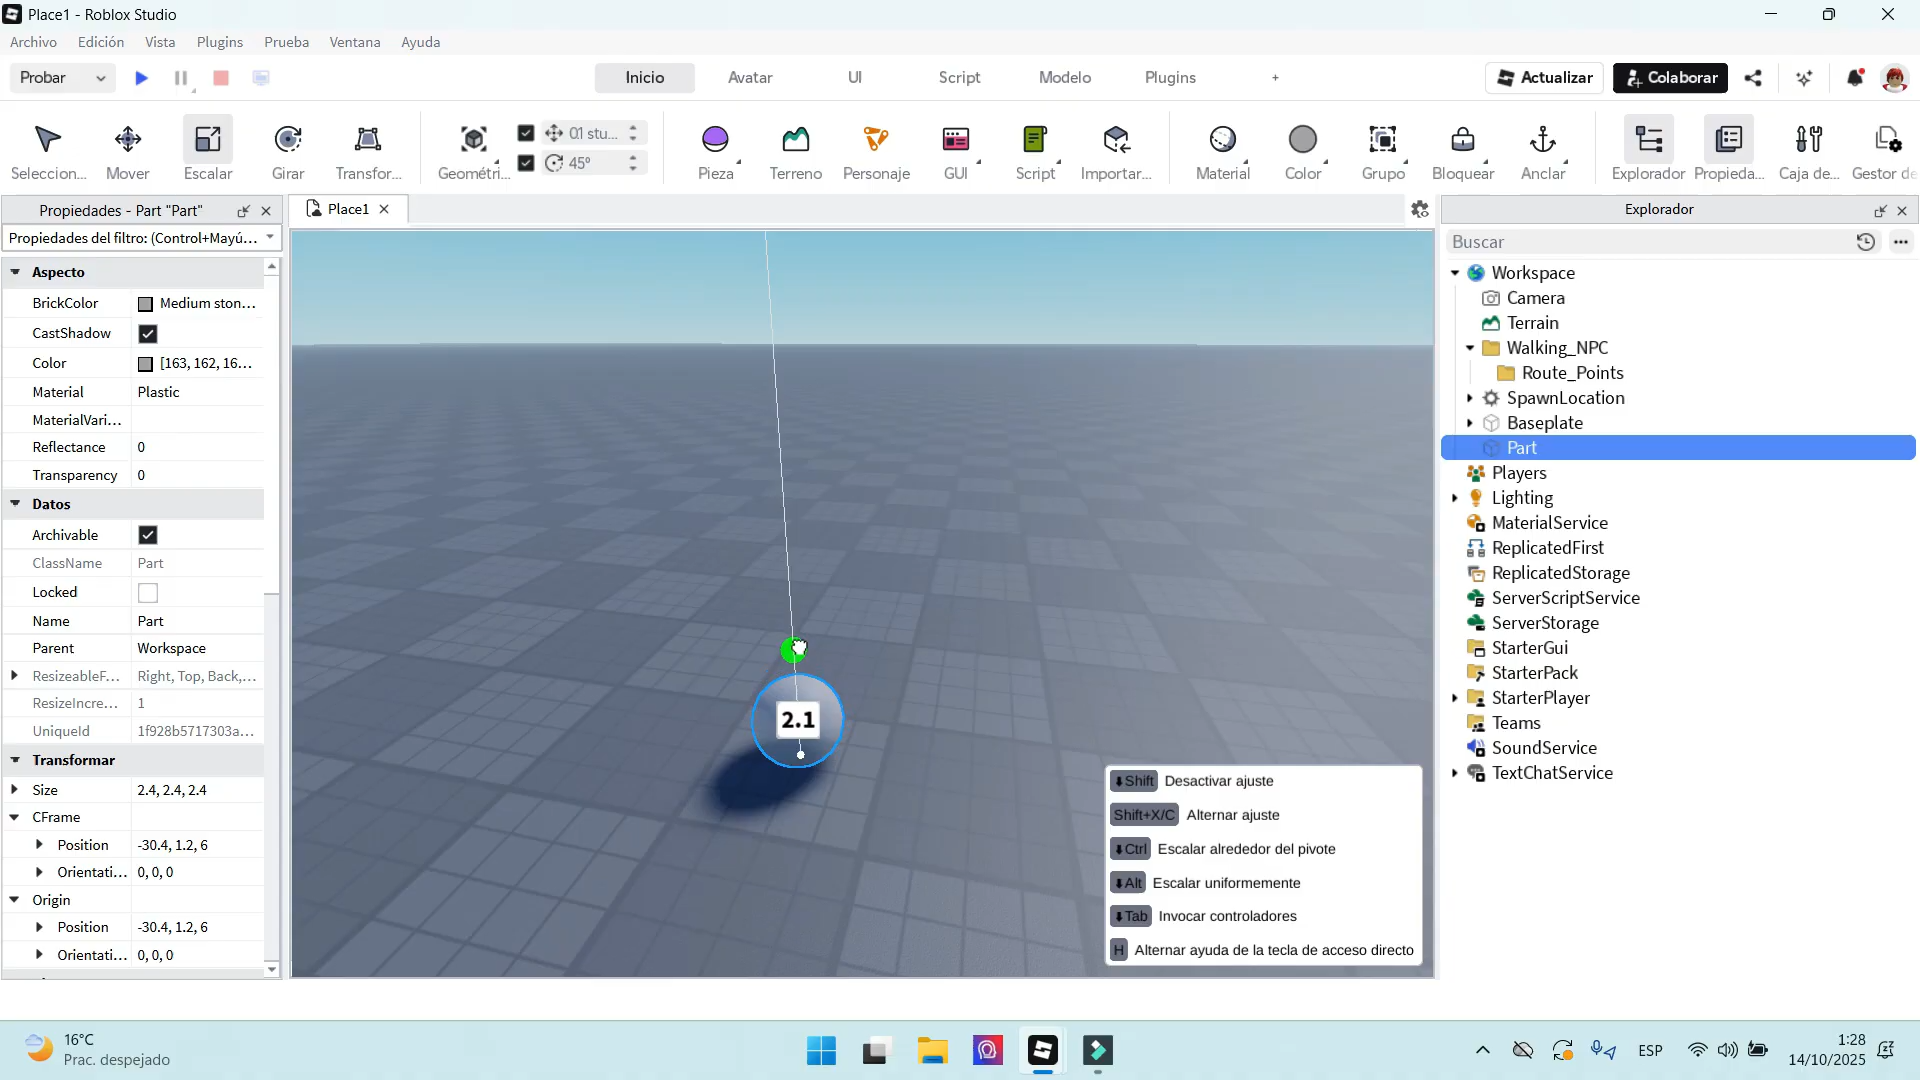 Place1 - Roblox Studio
Archivo Edición Vista Plugins Prueba Ventana Ayuda
Probar
Inicio Avatar UI Script Modelo Plugins +
Actualizar Colaborar
Seleccion... Mover Escalar Girar Transfor...
Geométri... 01 stu... 45°
Pieza Terreno Personaje GUI Script Importar...
Material Color Grupo Bloquear Anclar
Explorador Propieda... Caja de... Gestor de
Propiedades - Part "Part"
Place1
Explorador
Propiedades del filtro: (Control+Mayú...
Aspecto
BrickColor Medium ston...
CastShadow
Color [163, 162, 16...
Material Plastic
MaterialVari...
Reflectance 0
Transparency 0
Datos
Archivable
ClassName Part
Locked
Name Part
Parent Workspace
ResizeableF... Right, Top, Back,...
ResizeIncre... 1
UniqueId 1f928b5717303a...
Transformar
Size 2.4, 2.4, 2.4
CFrame
Position -30.4, 1.2, 6
Orientati... 0, 0, 0
Origin
Position -30.4, 1.2, 6
Orientati... 0, 0, 0
2.1
Shift Desactivar ajuste
Shift+X/C Alternar ajuste
Ctrl Escalar alrededor del pivote
Alt Escalar uniformemente
Tab Invocar controladores
H Alternar ayuda de la tecla de acceso directo
Buscar
Workspace
Camera
Terrain
Walking_NPC
Route_Points
SpawnLocation
Baseplate
Part
Players
Lighting
MaterialService
ReplicatedFirst
ReplicatedStorage
ServerScriptService
ServerStorage
StarterGui
StarterPack
StarterPlayer
Teams
SoundService
TextChatService
16°C
Prac. despejado
ESP
1:28
14/10/2025